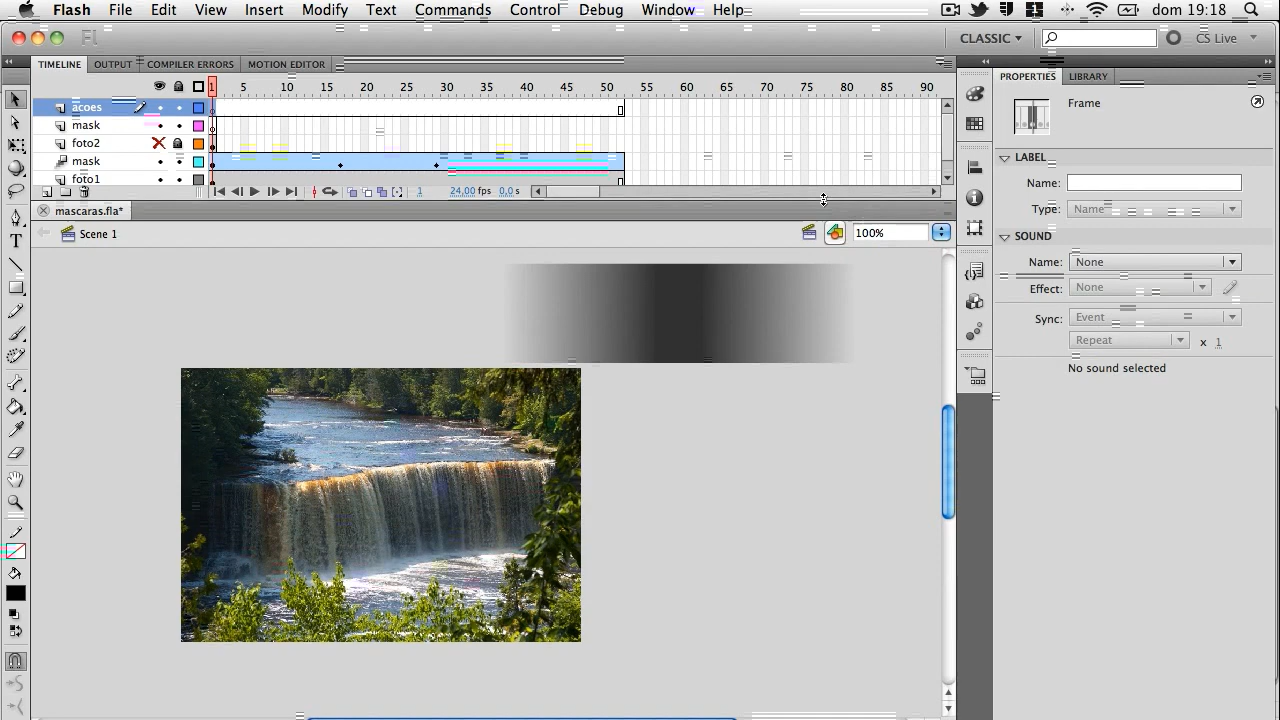 Flash File Edit View Insert Modify Text Commands Control Debug Window Help dom 19:18
Fl CLASSIC CS Live
TIMELINE OUTPUT COMPILER ERRORS MOTION EDITOR
1 5 10 15 20 25 30 35 40 45 50 55 60 65 70 75 80 85 90
acoes
mask
foto2
mask
foto1
1 24,00 fps 0,0 s
mascaras.fla*
Scene 1 100%
PROPERTIES LIBRARY
Frame
LABEL
Name:
Type: Name
SOUND
Name: None
Effect: None
Sync: Event
Repeat x 1
No sound selected